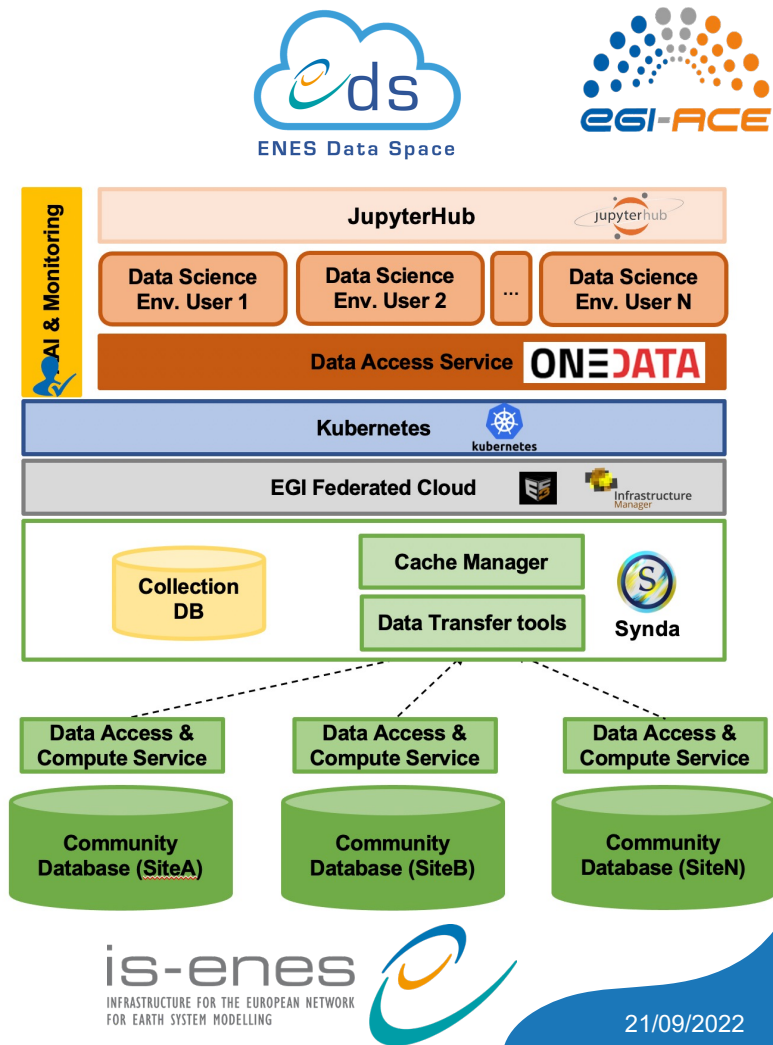 eds
ENES Data Space
EGI-ACE
AAI & Monitoring
JupyterHub
jupyterhub
Data Science
Env. User 1
Data Science
Env. User 2
...
Data Science
Env. User N
Data Access Service
ONEDATA
Kubernetes
kubernetes
EGI Federated Cloud
Infrastructure
Manager
Collection
DB
Cache Manager
Data Transfer tools
S
Synda
Data Access &
Compute Service
Data Access &
Compute Service
Data Access &
Compute Service
Community
Database (SiteA)
Community
Database (SiteB)
Community
Database (SiteN)
is-enes
INFRASTRUCTURE FOR THE EUROPEAN NETWORK
FOR EARTH SYSTEM MODELLING
21/09/2022